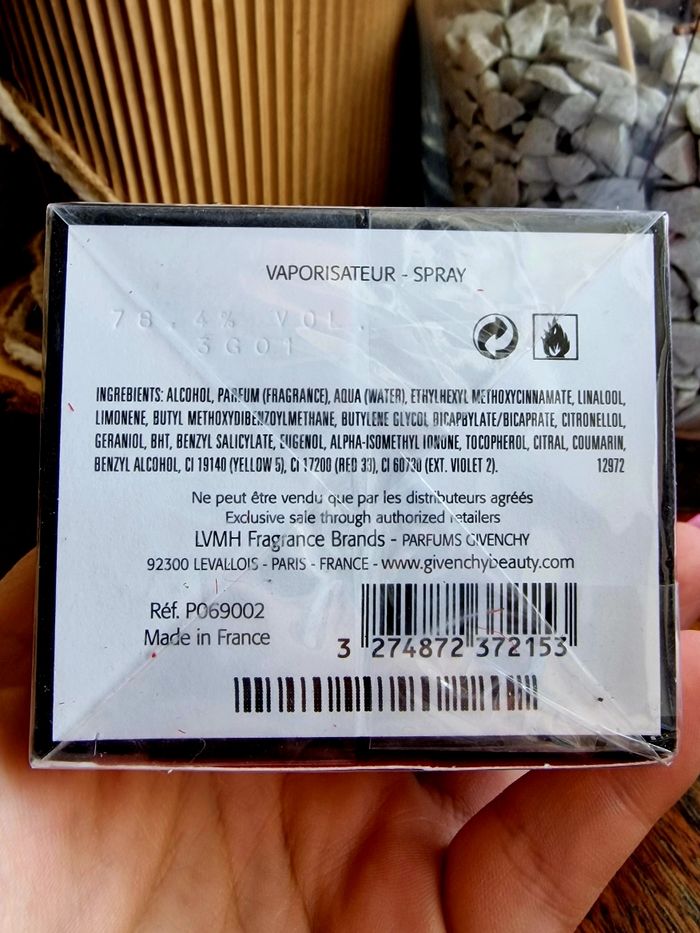 VAPORISATEUR - SPRAY
78.4% VOL.
3G01
INGREBIENTS: ALCOHOL, PARFUM (FRAGRANCE), AQUA (WATER), ETHYLHEXYL METHOXYCINNAMATE, LINALOOL,
LIMONENE, BUTYL METHOXYDIBENZOYLMETHANE, BUTYLENE GLYCOL DICAPBYLATE/BICAPRATE, CITRONELLOL,
GERANIOL, BHT, BENZYL SALICYLATE, EUGENOL, ALPHA-ISOMETHYL IONONE, TOCOPHEROL, CITRAL, COUMARIN,
BENZYL ALCOHOL, CI 19140 (YELLOW 5), CI 17200 (RED 33), CI 60730 (EXT. VIOLET 2). 12972
Ne peut être vendu que par les distributeurs agréés
Exclusive sale through authorized retailers
LVMH Fragrance Brands - PARFUMS GIVENCHY
92300 LEVALLOIS - PARIS - FRANCE - www.givenchybeauty.com
Réf. P069002
Made in France
3 274872 372153